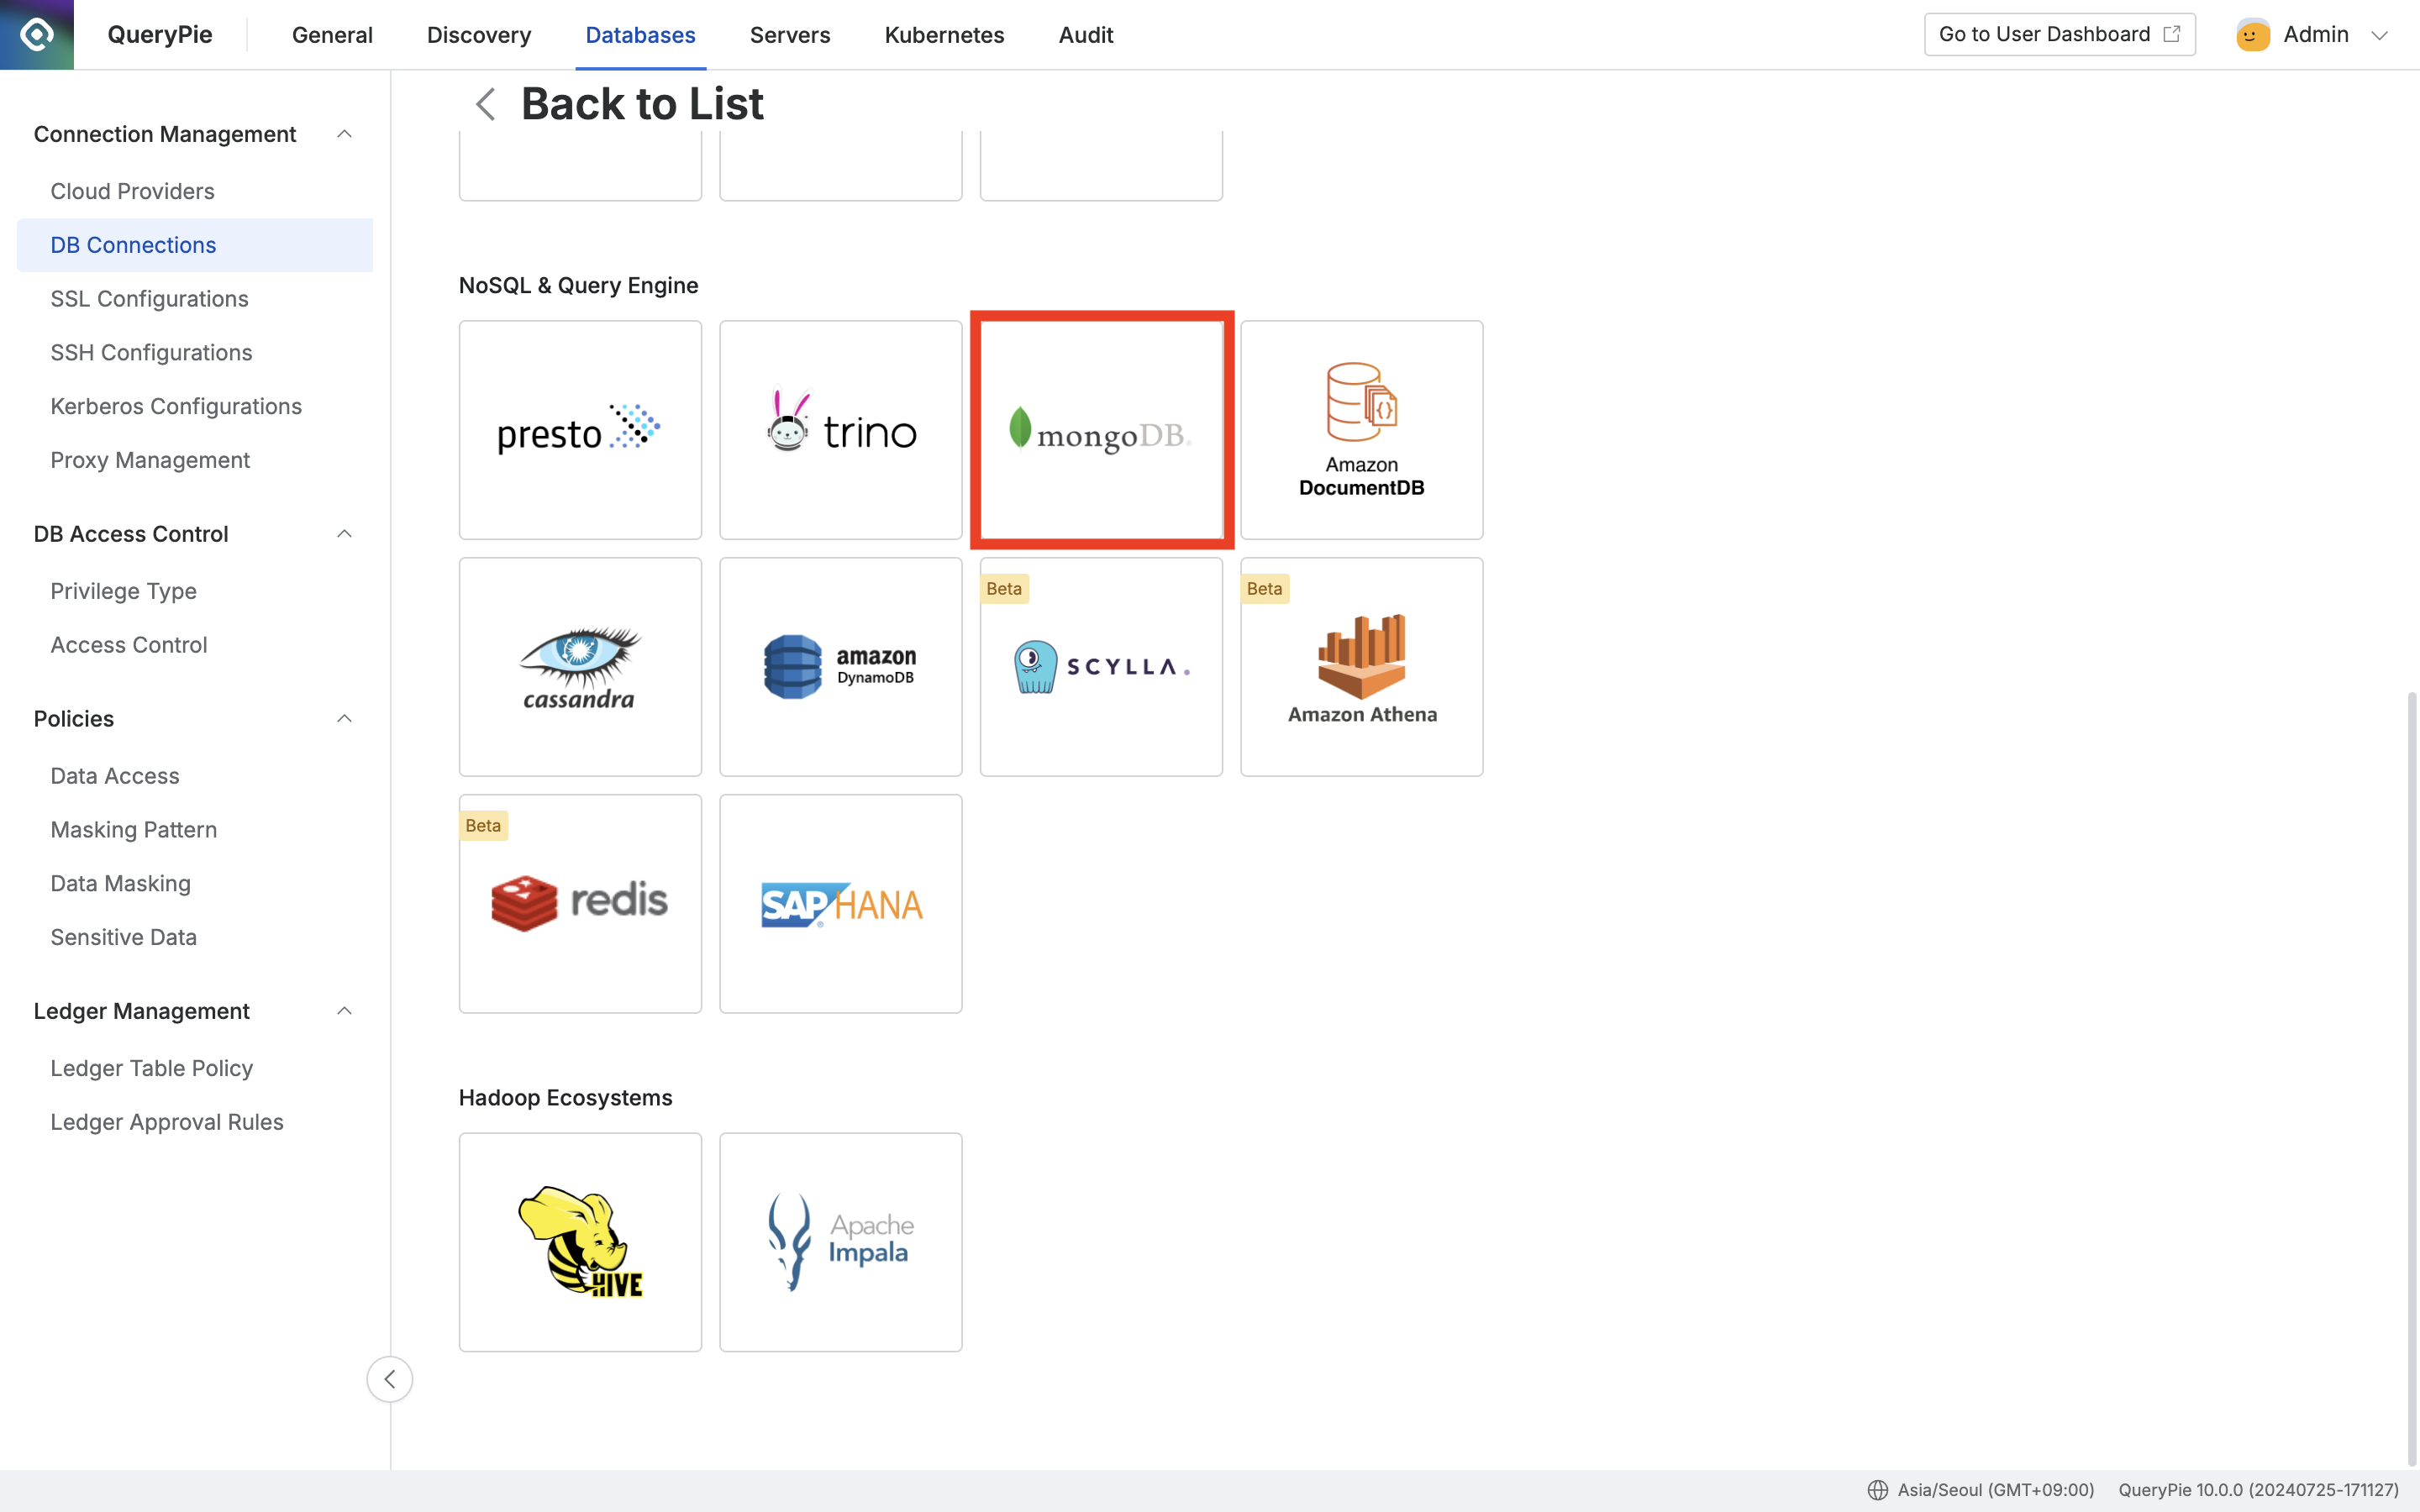 QueryPie
General
Discovery
Databases
Servers
Kubernetes
Audit
Go to User Dashboard
Admin
Connection Management
Cloud Providers
DB Connections
SSL Configurations
SSH Configurations
Kerberos Configurations
Proxy Management
DB Access Control
Privilege Type
Access Control
Policies
Data Access
Masking Pattern
Data Masking
Sensitive Data
Ledger Management
Ledger Table Policy
Ledger Approval Rules
Back to List
NoSQL & Query Engine
presto
trino
mongoDB.
Amazon
DocumentDB
cassandra
amazon
DynamoDB
Beta
SCYLLA.
Beta
Amazon Athena
Beta
redis
SAP HANA
Hadoop Ecosystems
HIVE
Apache
Impala
Asia/Seoul (GMT+09:00)
QueryPie 10.0.0 (20240725-171127)